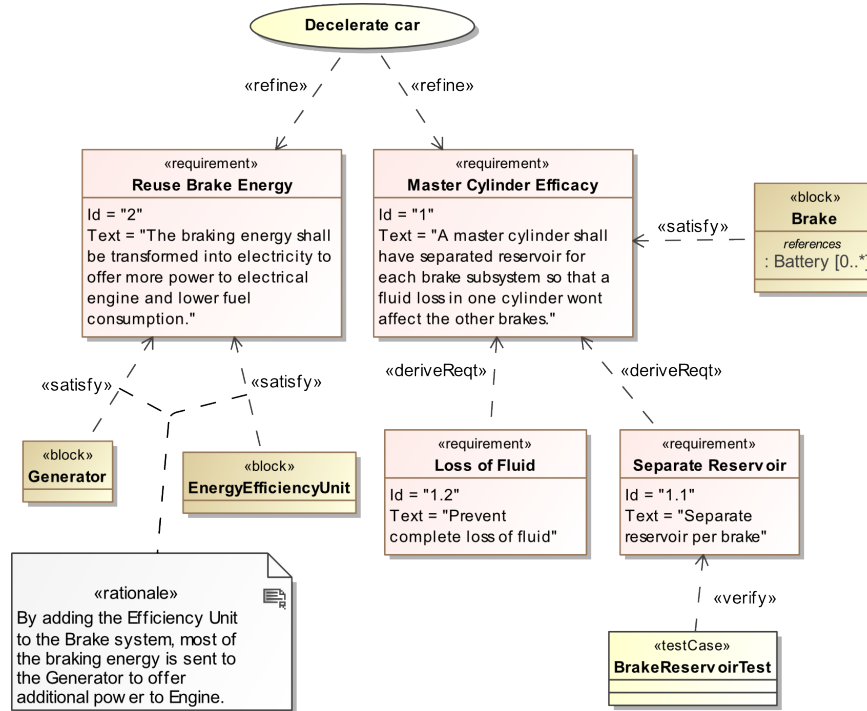 Decelerate car
«refine»
«refine»
«requirement»
Reuse Brake Energy
Id = "2"
Text = "The braking energy shall
be transformed into electricity to
offer more power to electrical
engine and lower fuel
consumption."
«requirement»
Master Cylinder Efficacy
Id = "1"
Text = "A master cylinder shall
have separated reservoir for
each brake subsystem so that a
fluid loss in one cylinder wont
affect the other brakes."
«satisfy»
«block»
Brake
references
: Battery [0..*]
«satisfy»
«satisfy»
«deriveReqt»
«deriveReqt»
«block»
Generator
«block»
EnergyEfficiencyUnit
«requirement»
Loss of Fluid
Id = "1.2"
Text = "Prevent
complete loss of fluid"
«requirement»
Separate Reservoir
Id = "1.1"
Text = "Separate
reservoir per brake"
«rationale»
By adding the Efficiency Unit
to the Brake system, most of
the braking energy is sent to
the Generator to offer
additional power to Engine.
«verify»
«testCase»
BrakeReservoirTest